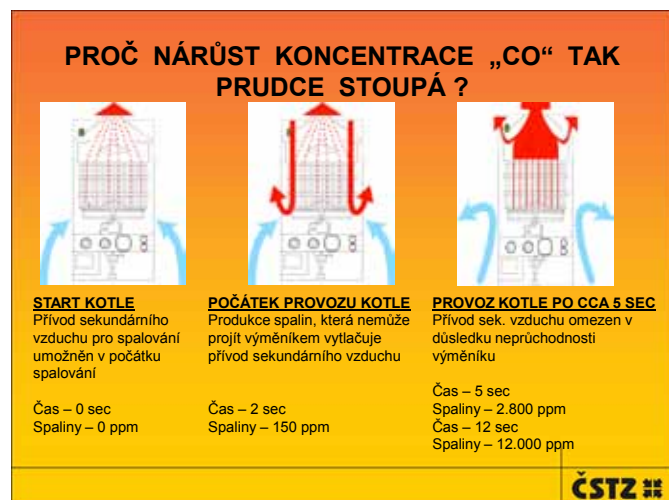 PROČ NÁRŮST KONCENTRACE „CO“ TAK
PRUDCE STOUPÁ ?
START KOTLE
Přívod sekundárního
vzduchu pro spalování
umožněn v počátku
spalování
Čas – 0 sec
Spaliny – 0 ppm
POČÁTEK PROVOZU KOTLE
Produkce spalin, která nemůže
projít výměníkem vytlačuje
přívod sekundárního vzduchu
Čas – 2 sec
Spaliny – 150 ppm
PROVOZ KOTLE PO CCA 5 SEC
Přívod sek. vzduchu omezen v
důsledku neprůchodnosti
výměníku
Čas – 5 sec
Spaliny – 2.800 ppm
Čas – 12 sec
Spaliny – 12.000 ppm
ČSTZ